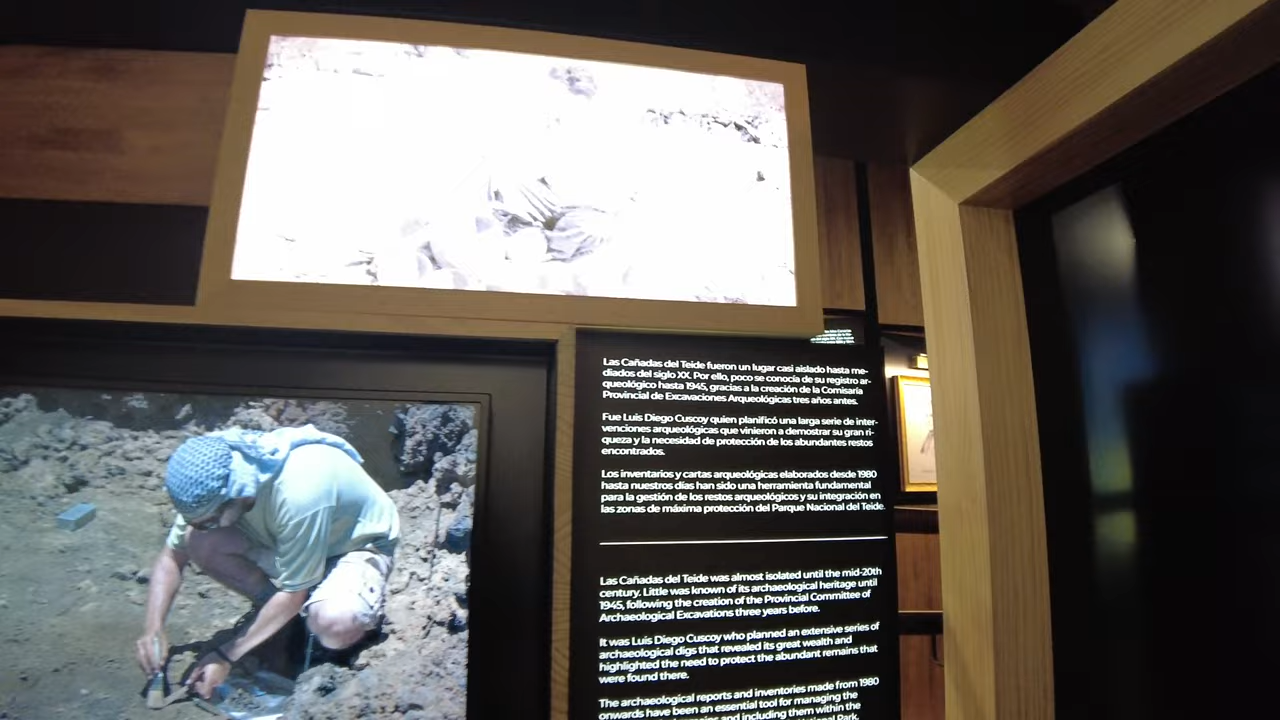 Las Cañadas del Teide fueron un lugar casi aislado hasta me-
diados del siglo XX. Por ello, poco se conocía de su registro ar-
queológico hasta 1945, gracias a la creación de la Comisaría
Provincial de Excavaciones Arqueológicas tres años antes.
Fue Luis Diego Cuscoy quien planificó una larga serie de inter-
venciones arqueológicas que vinieron a demostrar su gran ri-
queza y la necesidad de protección de los abundantes restos
encontrados.
Los inventarios y cartas arqueológicas elaborados desde 1980
hasta nuestros días han sido una herramienta fundamental
para la gestión de los restos arqueológicos y su integración en
las zonas de máxima protección del Parque Nacional del Teide.
Las Cañadas del Teide was almost isolated until the mid-20th
century. Little was known of its archaeological heritage until
1945, following the creation of the Provincial Committee of
Archaeological Excavations three years before.
It was Luis Diego Cuscoy who planned an extensive series of
archaeological digs that revealed its great wealth and
highlighted the need to protect the abundant remains that
were found there.
The archaeological reports and inventories made from 1980
onwards have been an essential tool for managing the
and including them within the
Park.